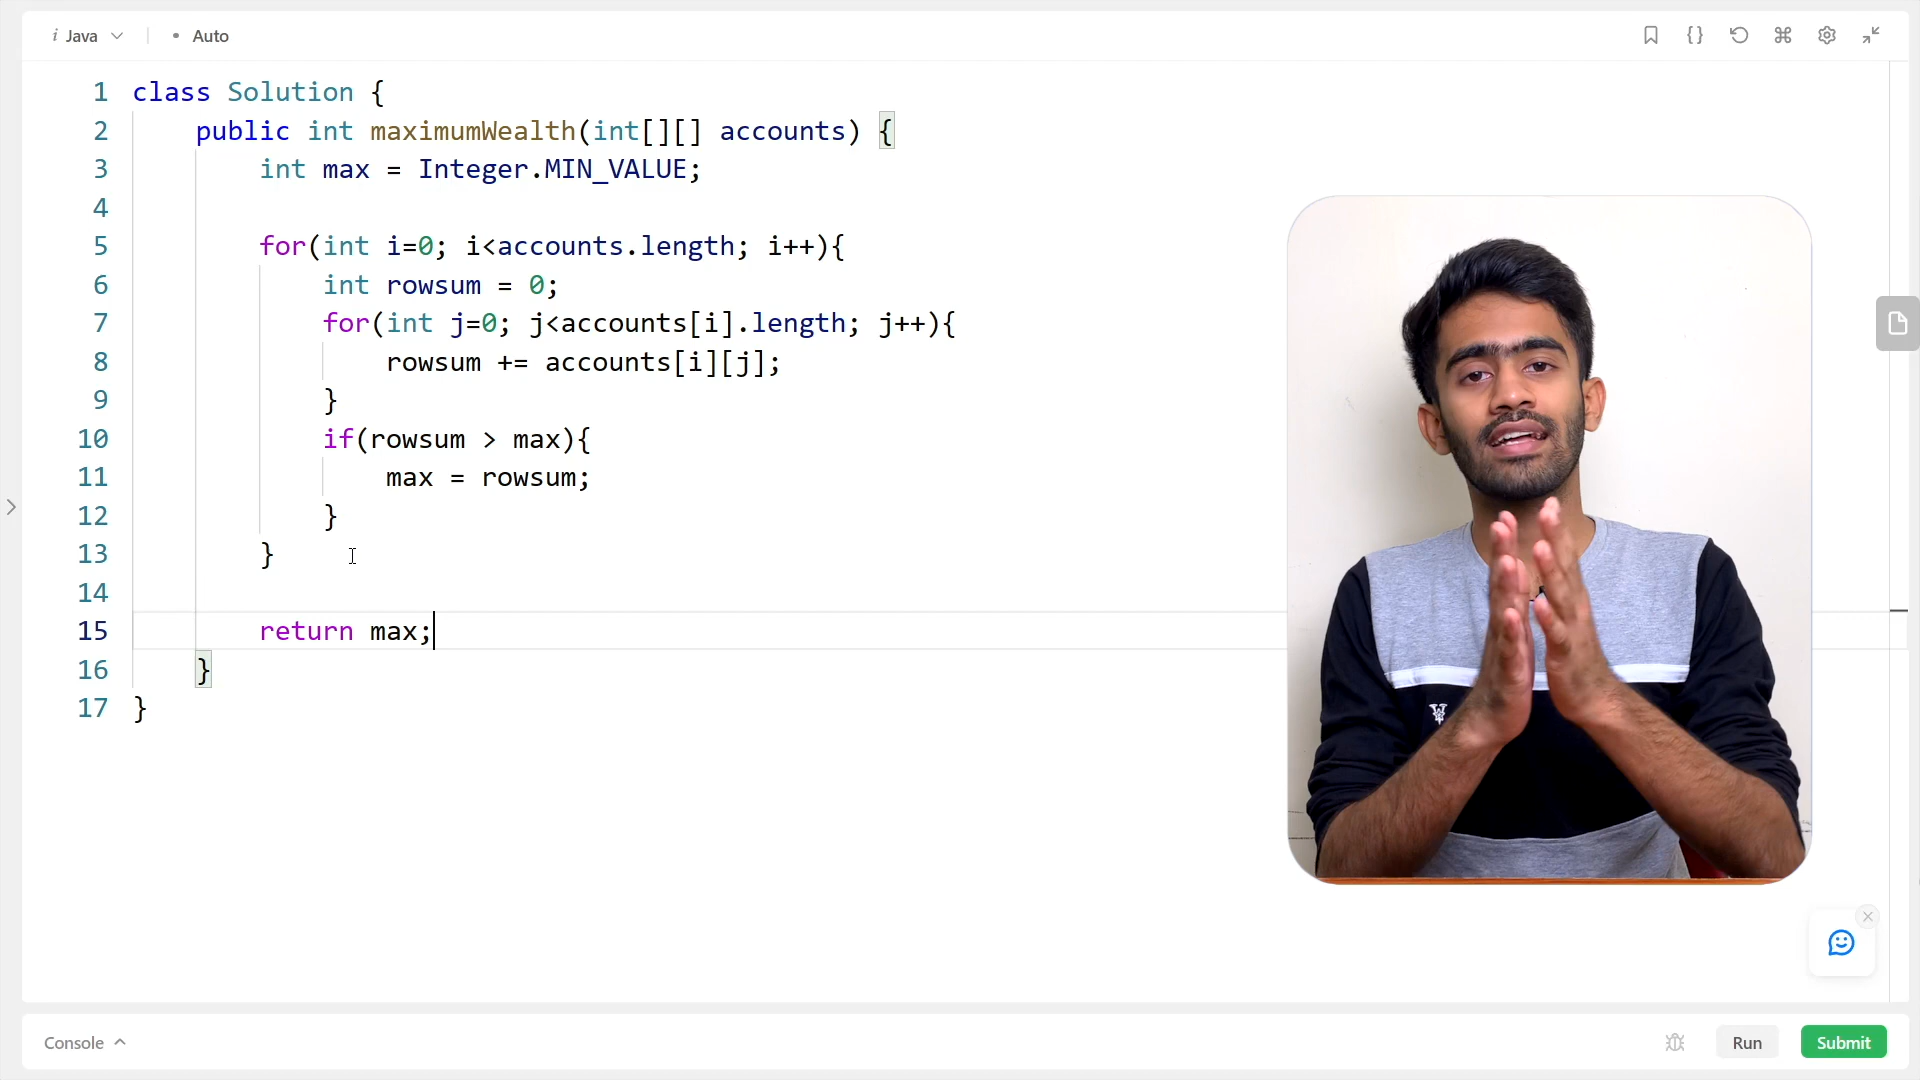 i Java
Auto
1 class Solution {
2 public int maximumWealth(int[][] accounts) {
3 int max = Integer.MIN_VALUE;
4
5 for(int i=0; i<accounts.length; i++){
6 int rowsum = 0;
7 for(int j=0; j<accounts[i].length; j++){
8 rowsum += accounts[i][j];
9 }
10 if(rowsum > max){
11 max = rowsum;
12 }
13 }
14
15 return max;
16 }
17 }
Console
Run
Submit